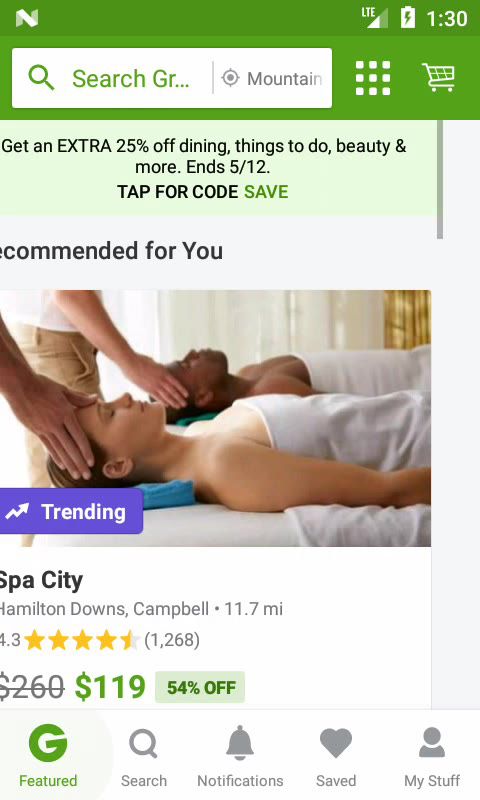 LTE
1:30
Search Gr...
Mountain
Get an EXTRA 25% off dining, things to do, beauty &
more. Ends 5/12.
TAP FOR CODE SAVE
ecommended for You
Trending
Spa City
Hamilton Downs, Campbell • 11.7 mi
4.3 (1,268)
$260 $119 54% OFF
G
Featured
Search
Notifications
Saved
My Stuff